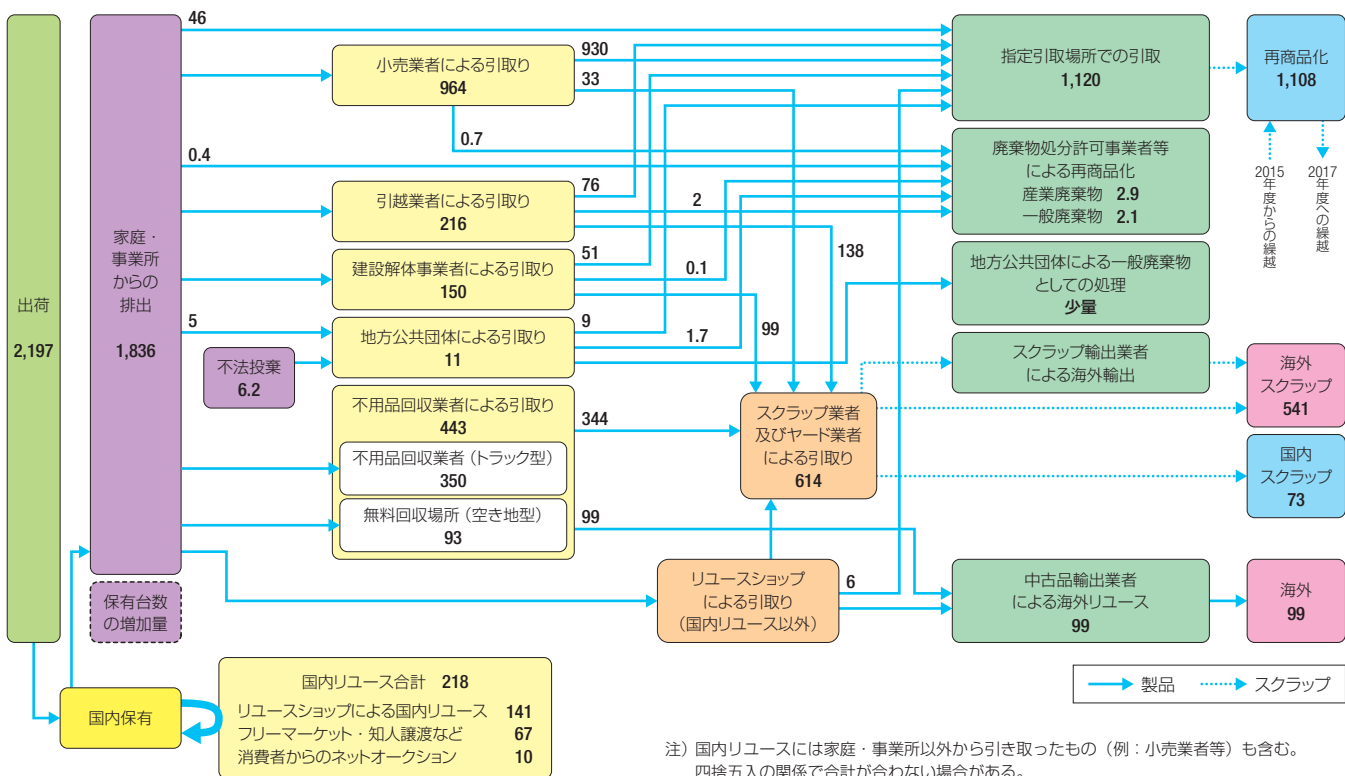 出荷
2,197
家庭・
事業所
からの
排出
1,836
保有台数
の増加量
国内保有
46
0.4
5
不法投棄
6.2
小売業者による引取り
964
930
33
0.7
引越業者による引取り
216
76
2
138
建設解体事業者による引取り
150
51
0.1
99
地方公共団体による引取り
11
9
1.7
不用品回収業者による引取り
443
344
不用品回収業者（トラック型）
350
無料回収場所（空き地型）
93
99
スクラップ業者
及びヤード業者
による引取り
614
リユースショップ
による引取り
（国内リユース以外）
6
指定引取場所での引取
1,120
廃棄物処分許可事業者等
による再商品化
産業廃棄物 2.9
一般廃棄物 2.1
地方公共団体による一般廃棄物
としての処理
少量
スクラップ輸出業者
による海外輸出
中古品輸出業者
による海外リユース
99
再商品化
1,108
2015年度からの繰越
2017年度への繰越
海外
スクラップ
541
国内
スクラップ
73
海外
99
国内リユース合計 218
リユースショップによる国内リユース 141
フリーマーケット・知人譲渡など 67
消費者からのネットオークション 10
製品 スクラップ
注）国内リユースには家庭・事業所以外から引き取ったもの（例：小売業者等）も含む。
四捨五入の関係で合計が合わない場合がある。